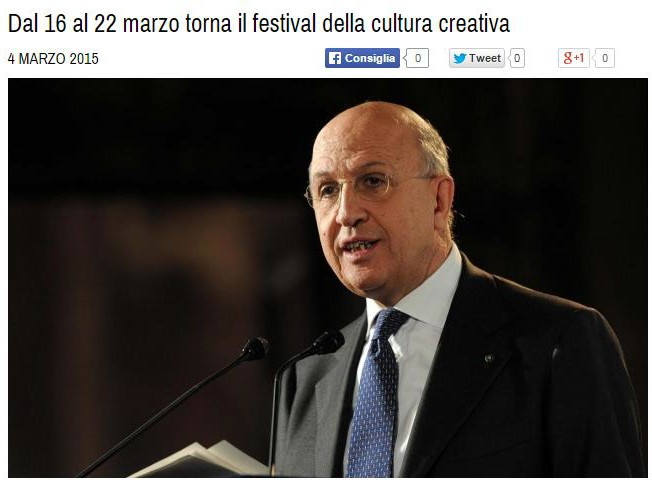 Dal 16 al 22 marzo torna il festival della cultura creativa
4 MARZO 2015 Consiglia 0 Tweet 0 g+1 0